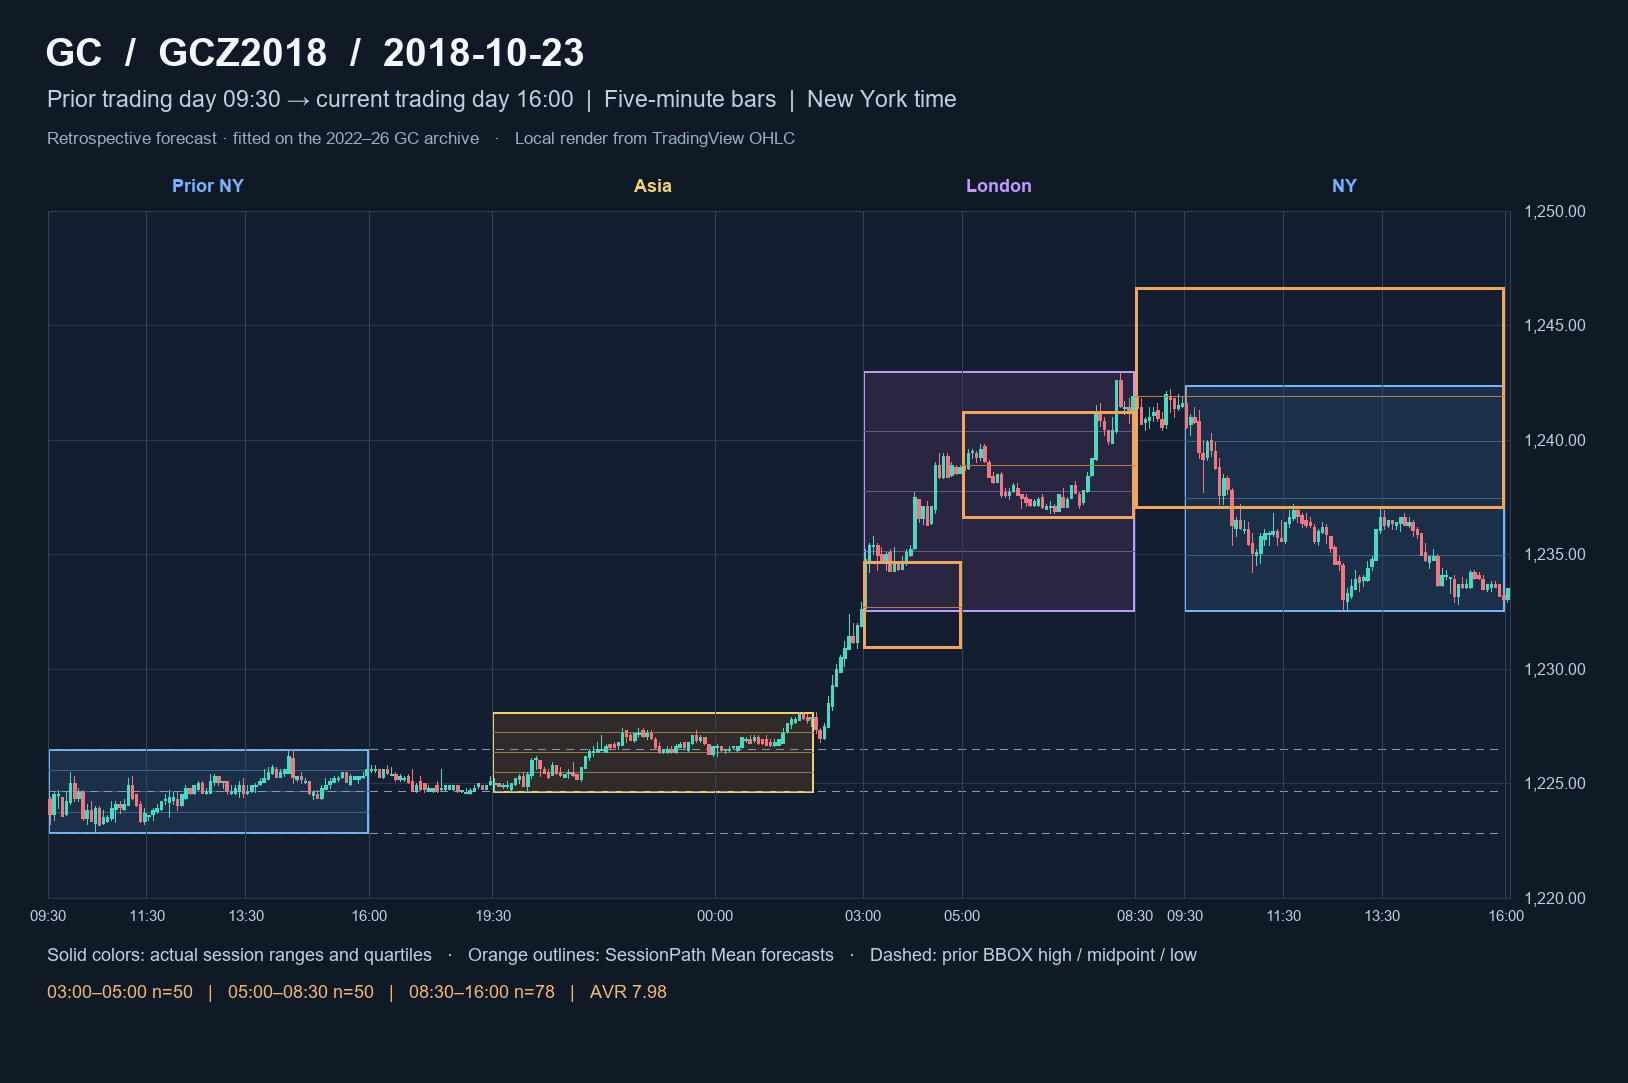 GC / GCZ2018 / 2018-10-23
Prior trading day 09:30 → current trading day 16:00 | Five-minute bars | New York time
Retrospective forecast · fitted on the 2022–26 GC archive · Local render from TradingView OHLC
Prior NY Asia London NY
1,250.00
1,245.00
1,240.00
1,235.00
1,230.00
1,225.00
1,220.00
09:30 11:30 13:30 16:00 19:30 00:00 03:00 05:00 08:30 09:30 11:30 13:30 16:00
Solid colors: actual session ranges and quartiles · Orange outlines: SessionPath Mean forecasts · Dashed: prior BBOX high / midpoint / low
03:00–05:00 n=50 | 05:00–08:30 n=50 | 08:30–16:00 n=78 | AVR 7.98